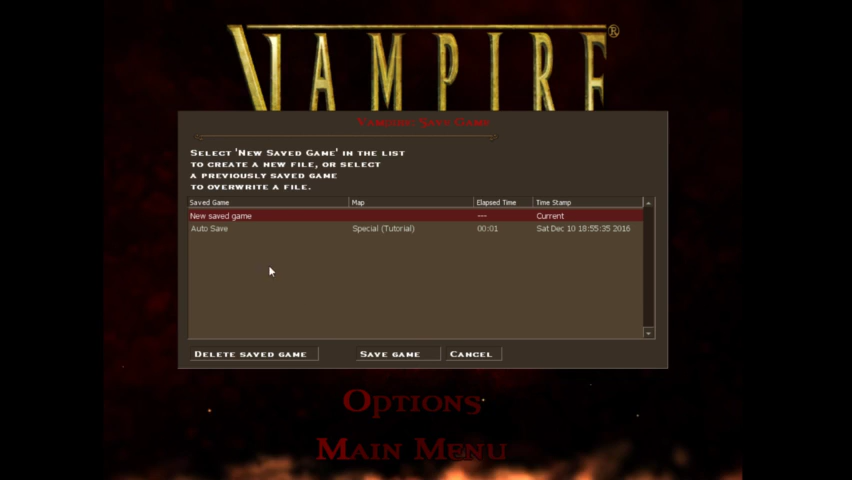 VAMPIRE®
Vampire: Save Game
Select 'New Saved Game' in the list
to create a new file, or select
a previously saved game
to overwrite a file.
Saved Game Map Elapsed Time Time Stamp
New saved game --- Current
Auto Save Special (Tutorial) 00:01 Sat Dec 10 18:55:35 2016
Delete saved game Save game Cancel
Options
Main Menu